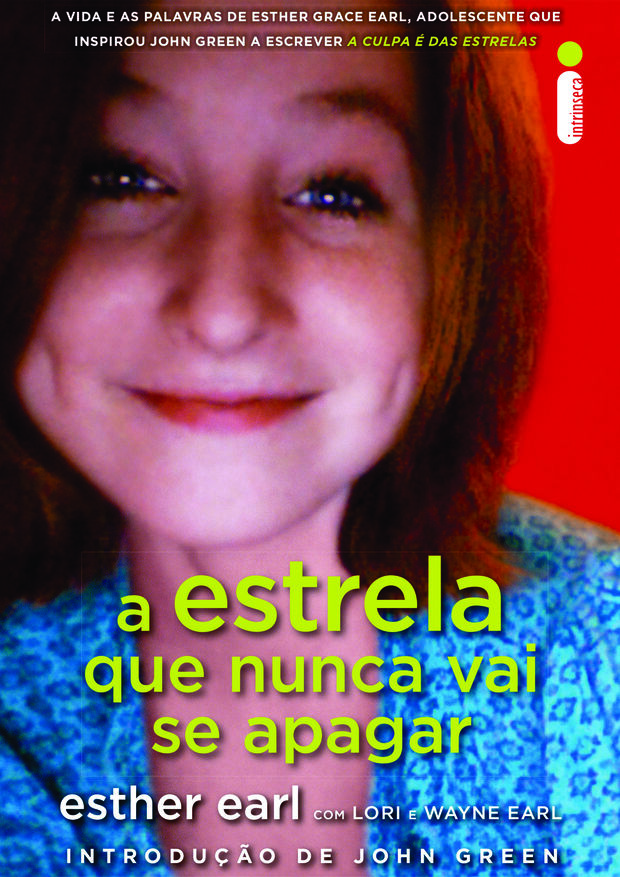 A VIDA E AS PALAVRAS DE ESTHER GRACE EARL, ADOLESCENTE QUE
INSPIROU JOHN GREEN A ESCREVER A CULPA É DAS ESTRELAS
intrínseca
a estrela
que nunca vai
se apagar
esther earl COM LORI E WAYNE EARL
INTRODUÇÃO DE JOHN GREEN